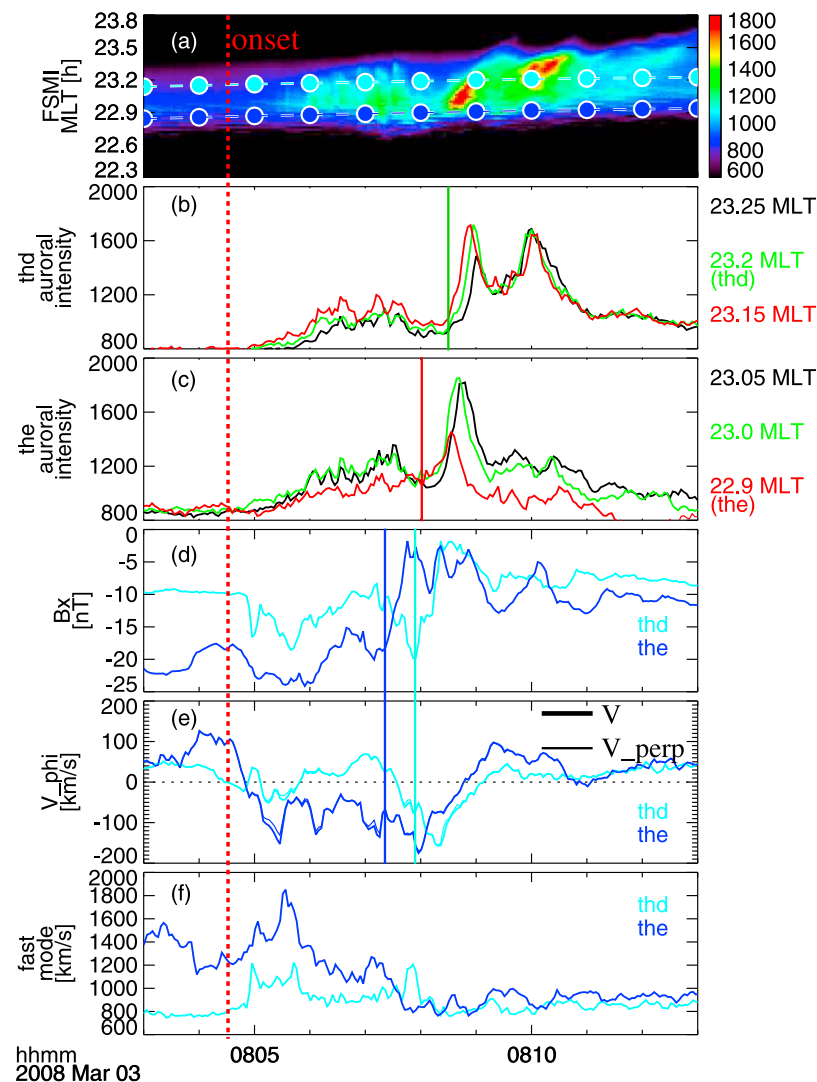 (a)
onset
FSMI
MLT [h]
23.8
23.5
23.2
22.9
22.6
22.3
1800
1600
1400
1200
1000
800
600
(b)
thd
auroral
intensity
2000
1600
1200
800
23.25 MLT
23.2 MLT
(thd)
23.15 MLT
(c)
the
auroral
intensity
2000
1600
1200
800
23.05 MLT
23.0 MLT
22.9 MLT
(the)
(d)
Bx
[nT]
0
-5
-10
-15
-20
-25
thd
the
(e)
V_phi
[km/s]
200
100
0
-100
-200
V
V_perp
thd
the
(f)
fast
mode
[km/s]
2000
1800
1600
1400
1200
1000
800
600
thd
the
hhmm
2008 Mar 03
0805
0810